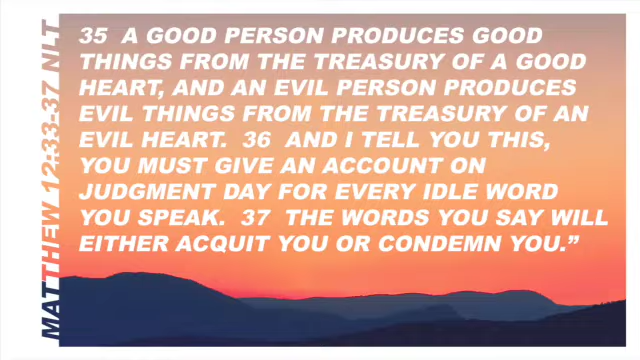 MATTHEW 12:33-37 NLT
35 A GOOD PERSON PRODUCES GOOD
THINGS FROM THE TREASURY OF A GOOD
HEART, AND AN EVIL PERSON PRODUCES
EVIL THINGS FROM THE TREASURY OF AN
EVIL HEART. 36 AND I TELL YOU THIS,
YOU MUST GIVE AN ACCOUNT ON
JUDGMENT DAY FOR EVERY IDLE WORD
YOU SPEAK. 37 THE WORDS YOU SAY WILL
EITHER ACQUIT YOU OR CONDEMN YOU.”